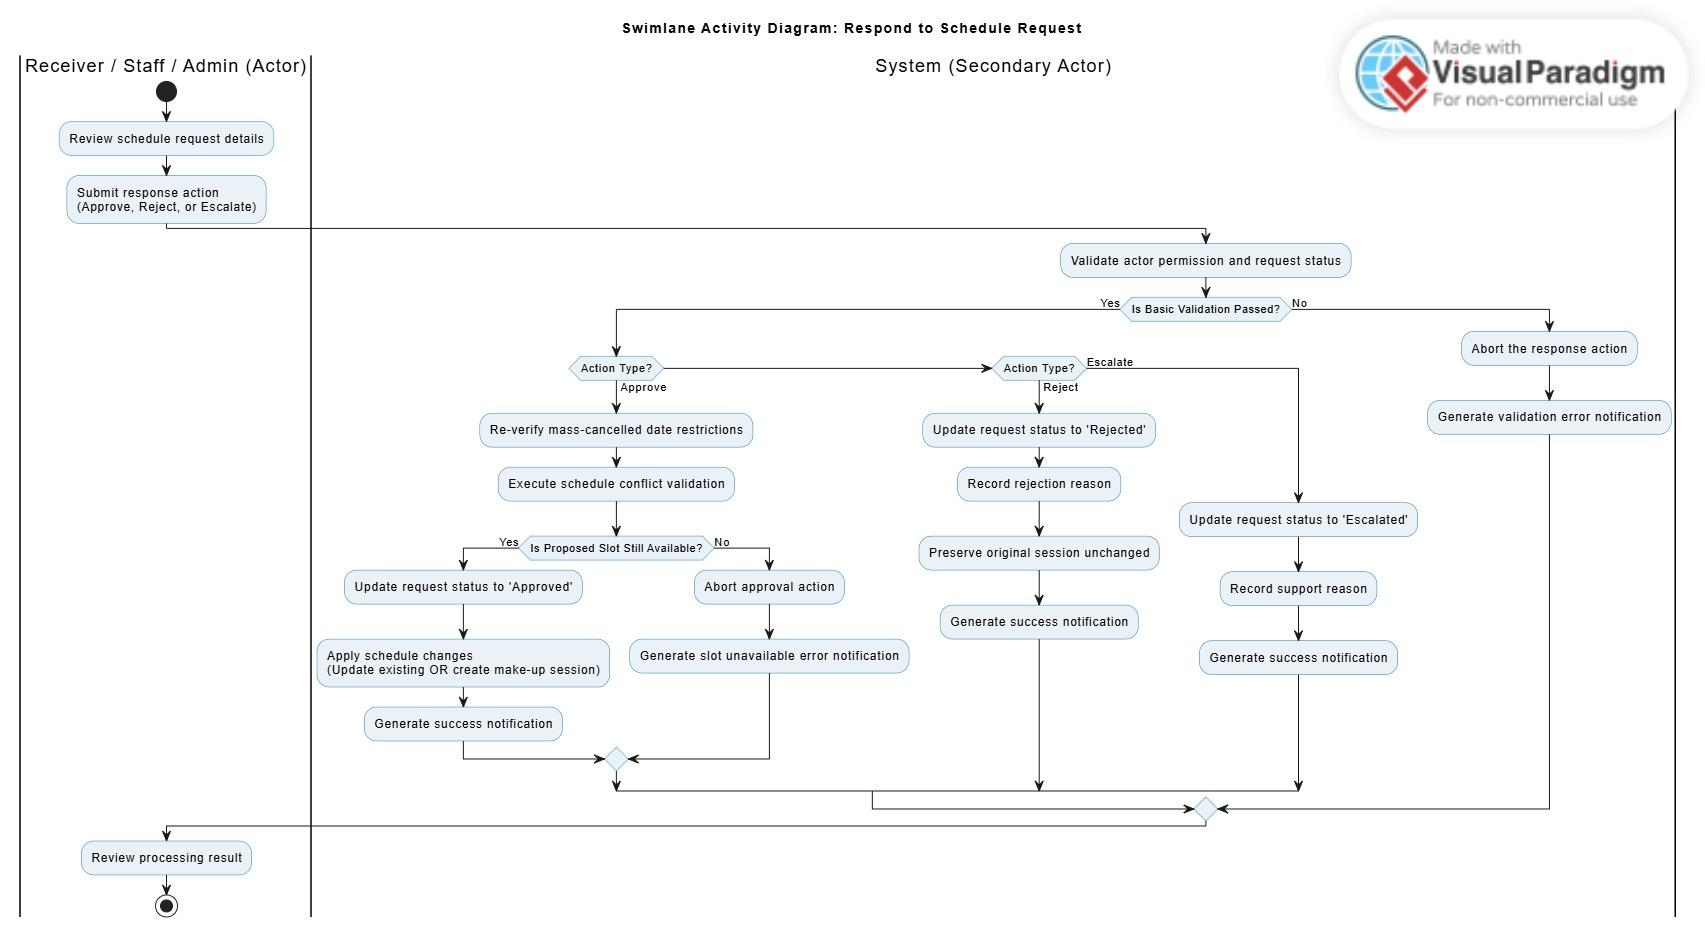 Swimlane Activity Diagram: Respond to Schedule Request
Made with
Visual Paradigm
For non-commercial use
Receiver / Staff / Admin (Actor)
System (Secondary Actor)
Review schedule request details
Submit response action
(Approve, Reject, or Escalate)
Validate actor permission and request status
Yes
Is Basic Validation Passed?
No
Abort the response action
Generate validation error notification
Action Type?
Approve
Action Type?
Escalate
Reject
Re-verify mass-cancelled date restrictions
Execute schedule conflict validation
Yes
Is Proposed Slot Still Available?
No
Update request status to 'Approved'
Apply schedule changes
(Update existing OR create make-up session)
Generate success notification
Abort approval action
Generate slot unavailable error notification
Update request status to 'Rejected'
Record rejection reason
Preserve original session unchanged
Generate success notification
Update request status to 'Escalated'
Record support reason
Generate success notification
Review processing result